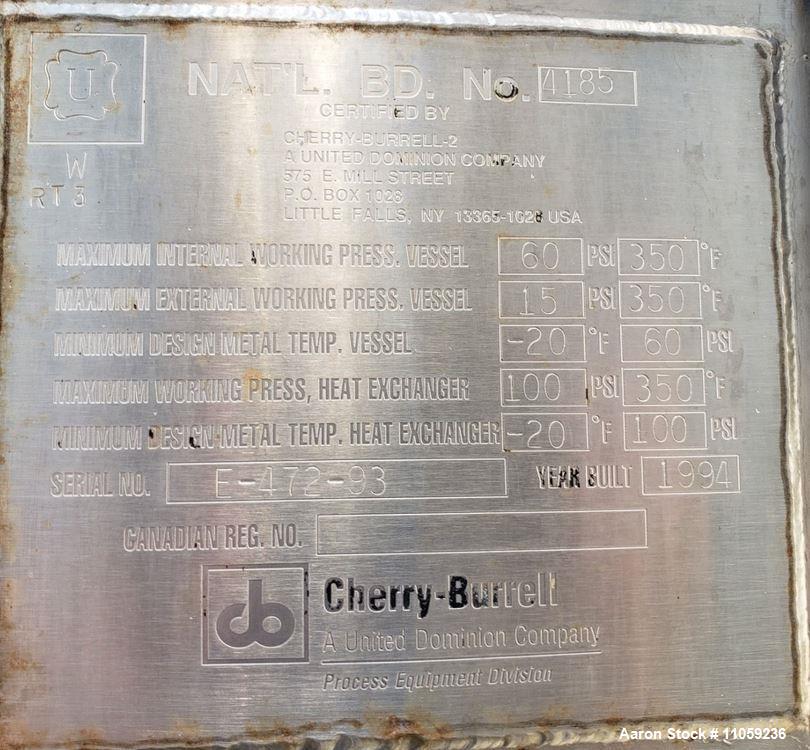 U
NAT'L. BD. No. 4185
W
RT 3
CERTIFIED BY
CHERRY-BURRELL-2
A UNITED DOMINION COMPANY
575 E. MILL STREET
P.O. BOX 1028
LITTLE FALLS, NY 13365-1028 USA
MAXIMUM INTERNAL WORKING PRESS. VESSEL 60 PSI 350 °F
MAXIMUM EXTERNAL WORKING PRESS. VESSEL 15 PSI 350 °F
MINIMUM DESIGN METAL TEMP. VESSEL -20 °F 60 PSI
MAXIMUM WORKING PRESS, HEAT EXCHANGER 100 PSI 350 °F
MINIMUM DESIGN METAL TEMP. HEAT EXCHANGER -20 °F 100 PSI
SERIAL NO. E-472-93 YEAR BUILT 1994
CANADIAN REG. NO.
cb Cherry-Burrell
A United Dominion Company
Process Equipment Division
Aaron Stock # 11059236